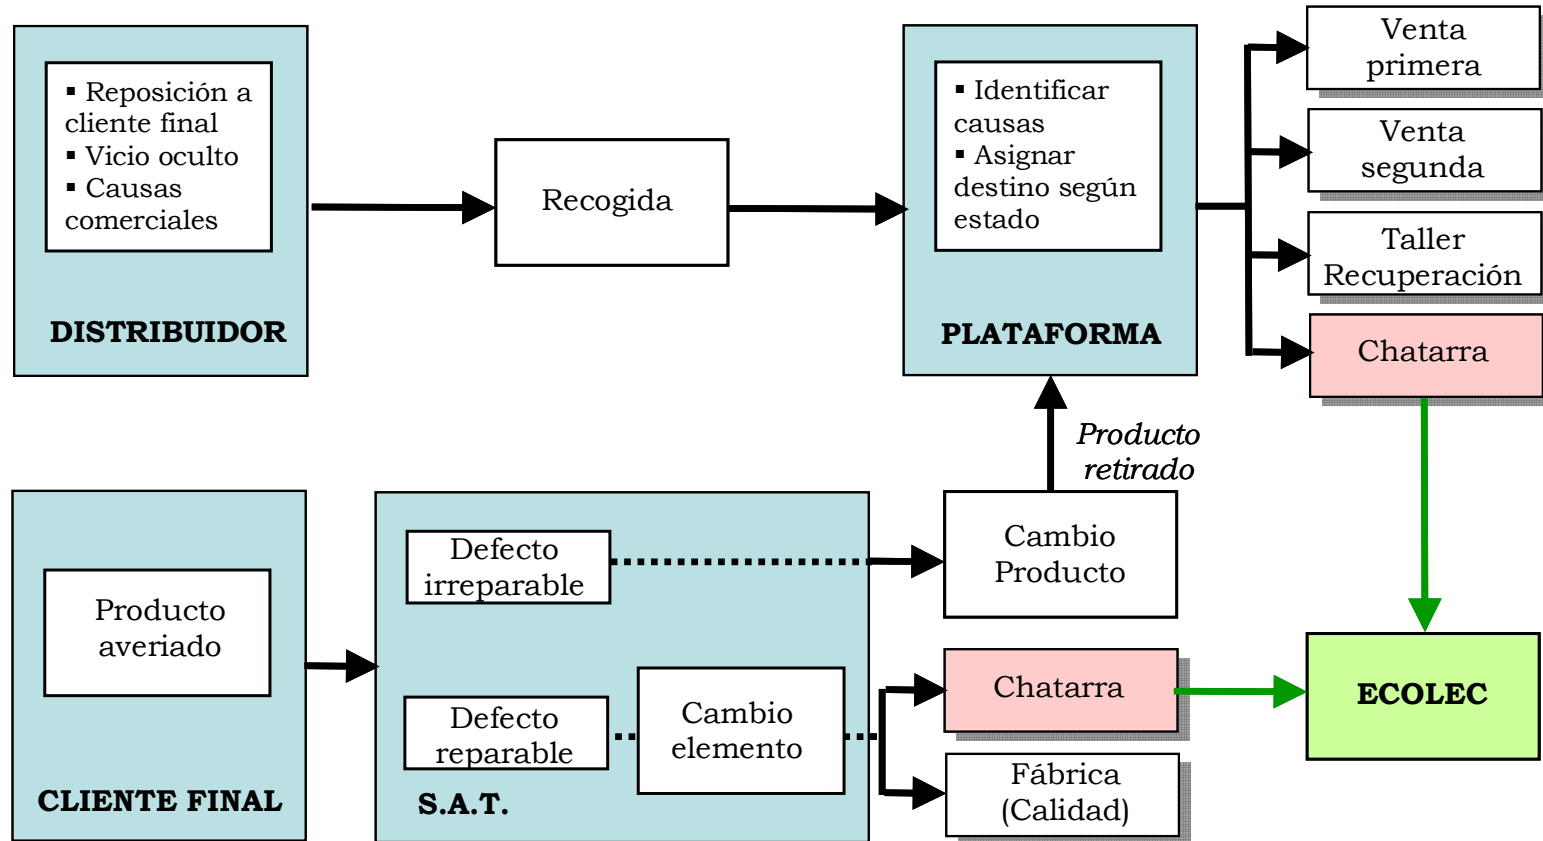 ▪ Reposición a
cliente final
▪ Vicio oculto
▪ Causas
comerciales
DISTRIBUIDOR
Recogida
▪ Identificar
causas
▪ Asignar
destino según
estado
PLATAFORMA
Venta
primera
Venta
segunda
Taller
Recuperación
Chatarra
Producto
retirado
Producto
averiado
CLIENTE FINAL
Defecto
irreparable
Defecto
reparable
Cambio
elemento
S.A.T.
Cambio
Producto
Chatarra
Fábrica
(Calidad)
ECOLEC